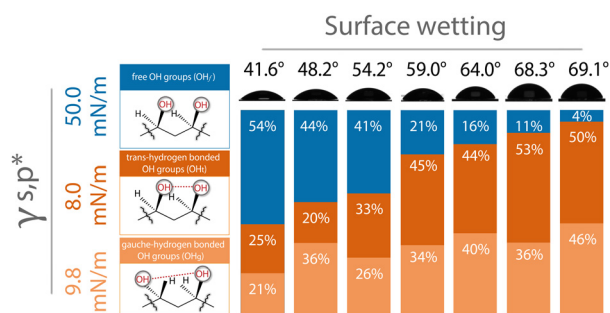 Surface wetting
41.6° 48.2° 54.2° 59.0° 64.0° 68.3° 69.1°
γ s,p*
50.0 mN/m
free OH groups (OHf)
H OH H OH
54% 44% 41% 21% 16% 11% 4%
8.0 mN/m
trans-hydrogen bonded
OH groups (OHt)
H OH H OH
25% 20% 33% 45% 44% 53% 50%
9.8 mN/m
gauche-hydrogen bonded
OH groups (OHg)
OH H H OH
21% 36% 26% 34% 40% 36% 46%